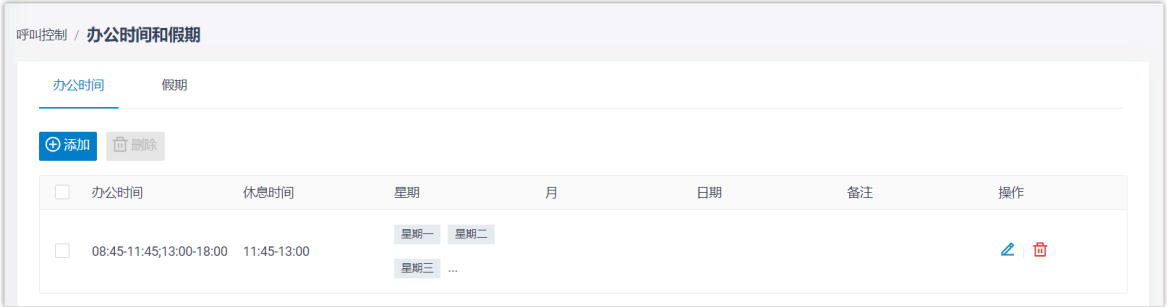 呼叫控制 / 办公时间和假期
办公时间 假期
添加 删除
办公时间 休息时间 星期 月 日期 备注 操作
星期一 星期二
08:45-11:45;13:00-18:00 11:45-13:00
星期三 ...